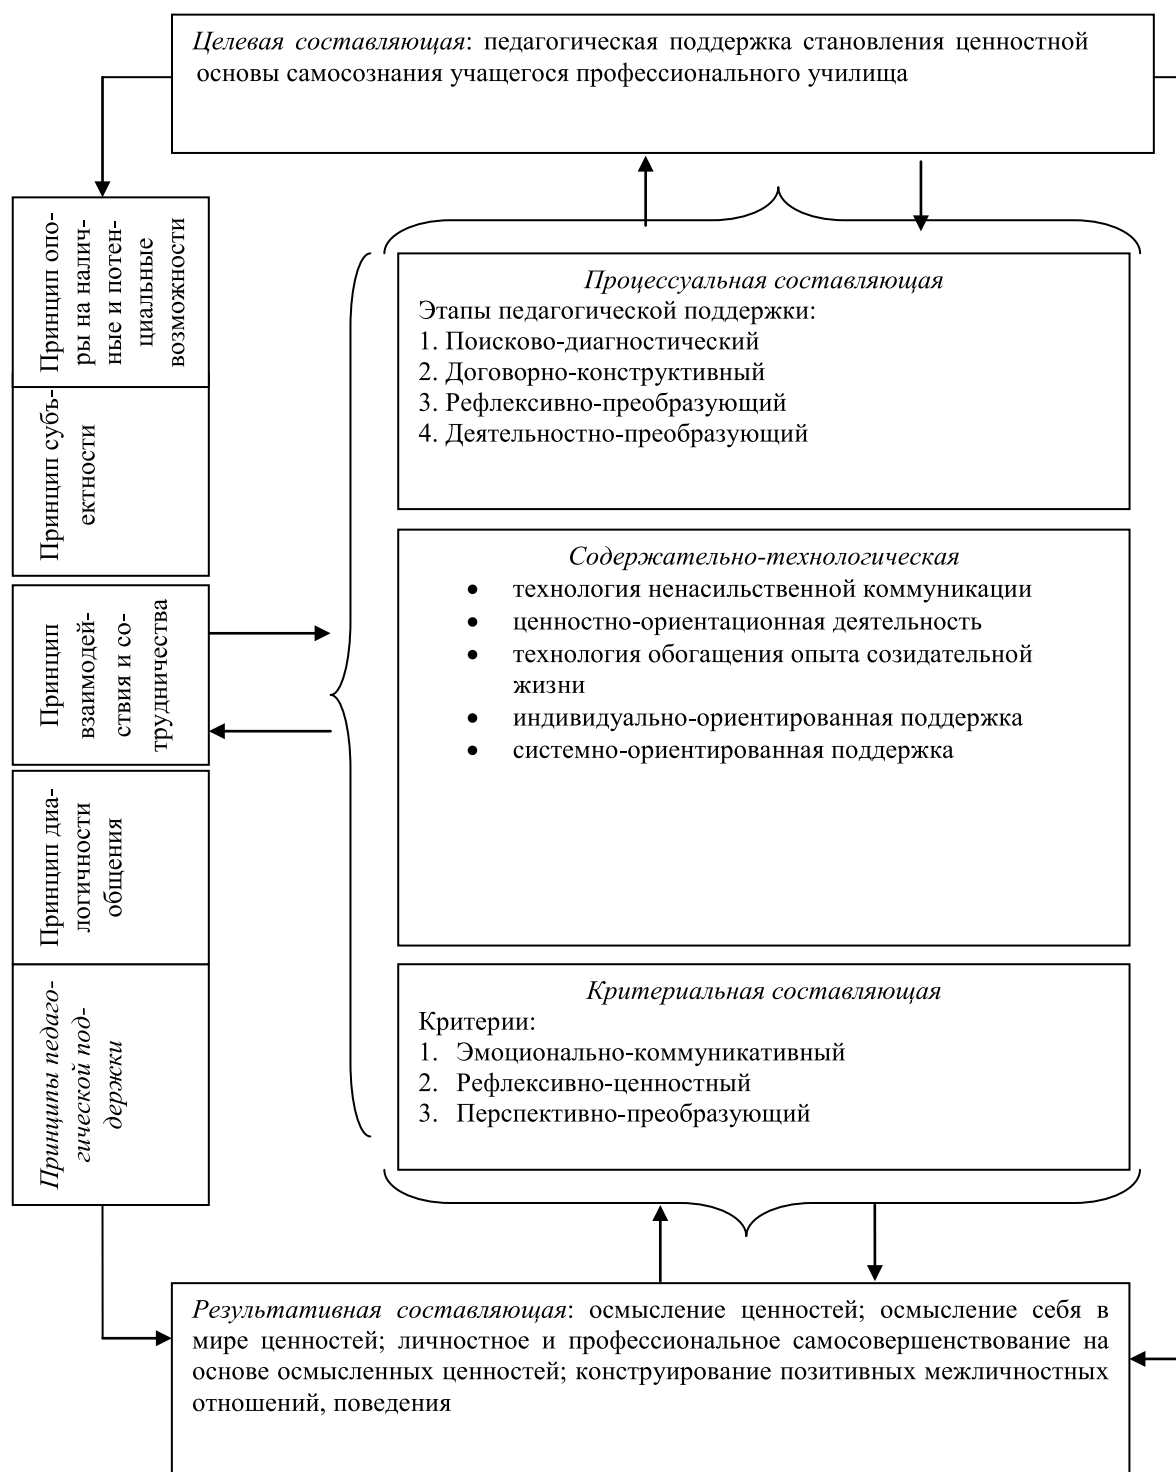 Целевая составляющая: педагогическая поддержка становления ценностной
основы самосознания учащегося профессионального училища
Принцип опо-
ры на налич-
ные и потен-
циальные
возможности
Принцип субъ-
ектности
Принцип
взаимодей-
ствия и со-
трудничества
Принцип диа-
логичности
общения
Принципы педаго-
гической под-
держки
Процессуальная составляющая
Этапы педагогической поддержки:
1. Поисково-диагностический
2. Договорно-конструктивный
3. Рефлексивно-преобразующий
4. Деятельностно-преобразующий
Содержательно-технологическая
• технология ненасильственной коммуникации
• ценностно-ориентационная деятельность
• технология обогащения опыта созидательной
жизни
• индивидуально-ориентированная поддержка
• системно-ориентированная поддержка
Критериальная составляющая
Критерии:
1. Эмоционально-коммуникативный
2. Рефлексивно-ценностный
3. Перспективно-преобразующий
Результативная составляющая: осмысление ценностей; осмысление себя в
мире ценностей; личностное и профессиональное самосовершенствование на
основе осмысленных ценностей; конструирование позитивных межличностных
отношений, поведения